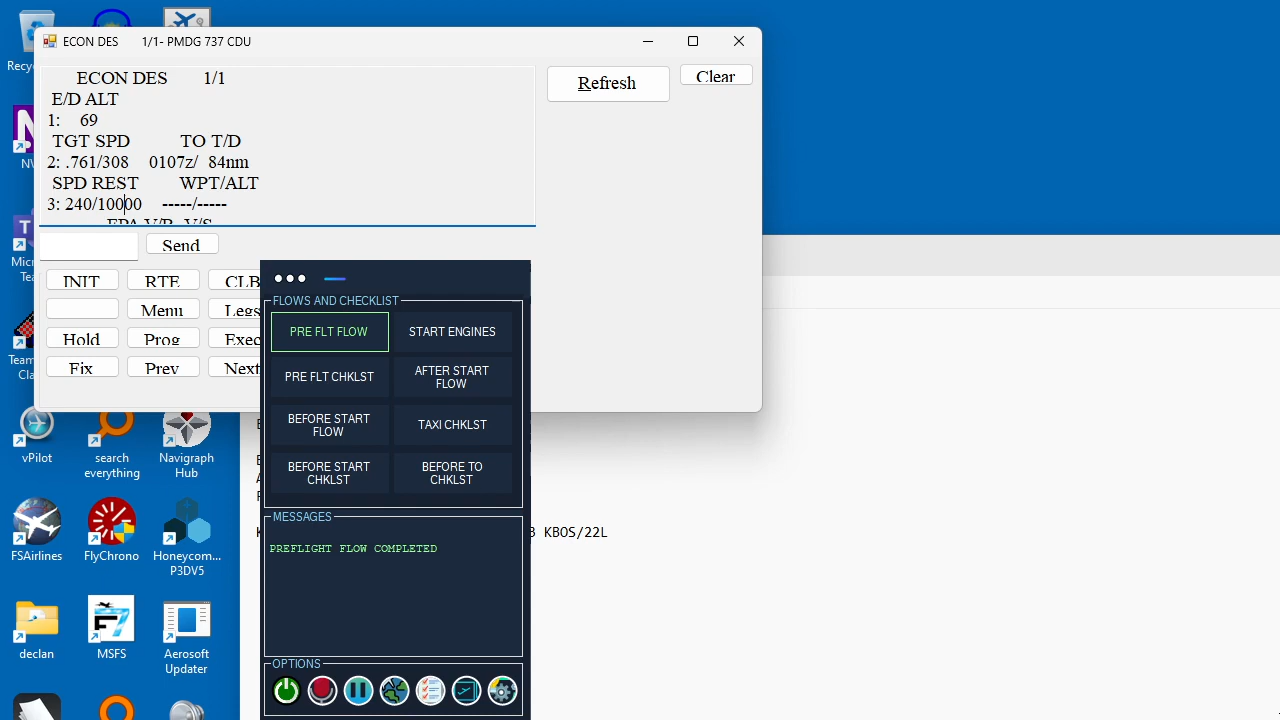 ECON DES 1/1- PMDG 737 CDU
ECON DES 1/1
E/D ALT
1: 69
TGT SPD TO T/D
2: .761/308 0107z/ 84nm
SPD REST WPT/ALT
3: 240/10000 -----/-----
FPA V/B V/S
Refresh
Clear
Send
INIT RTE CLB
Menu Legs
Hold Prog Exec
Fix Prev Next
FLOWS AND CHECKLIST
PRE FLT FLOW
START ENGINES
PRE FLT CHKLST
AFTER START
FLOW
BEFORE START
FLOW
TAXI CHKLST
BEFORE START
CHKLST
BEFORE TO
CHKLST
MESSAGES
PREFLIGHT FLOW COMPLETED
OPTIONS
KBOS/22L
vPilot
search
everything
Navigraph
Hub
FSAirlines
FlyChrono
Honeycom...
P3DV5
declan
MSFS
Aerosoft
Updater